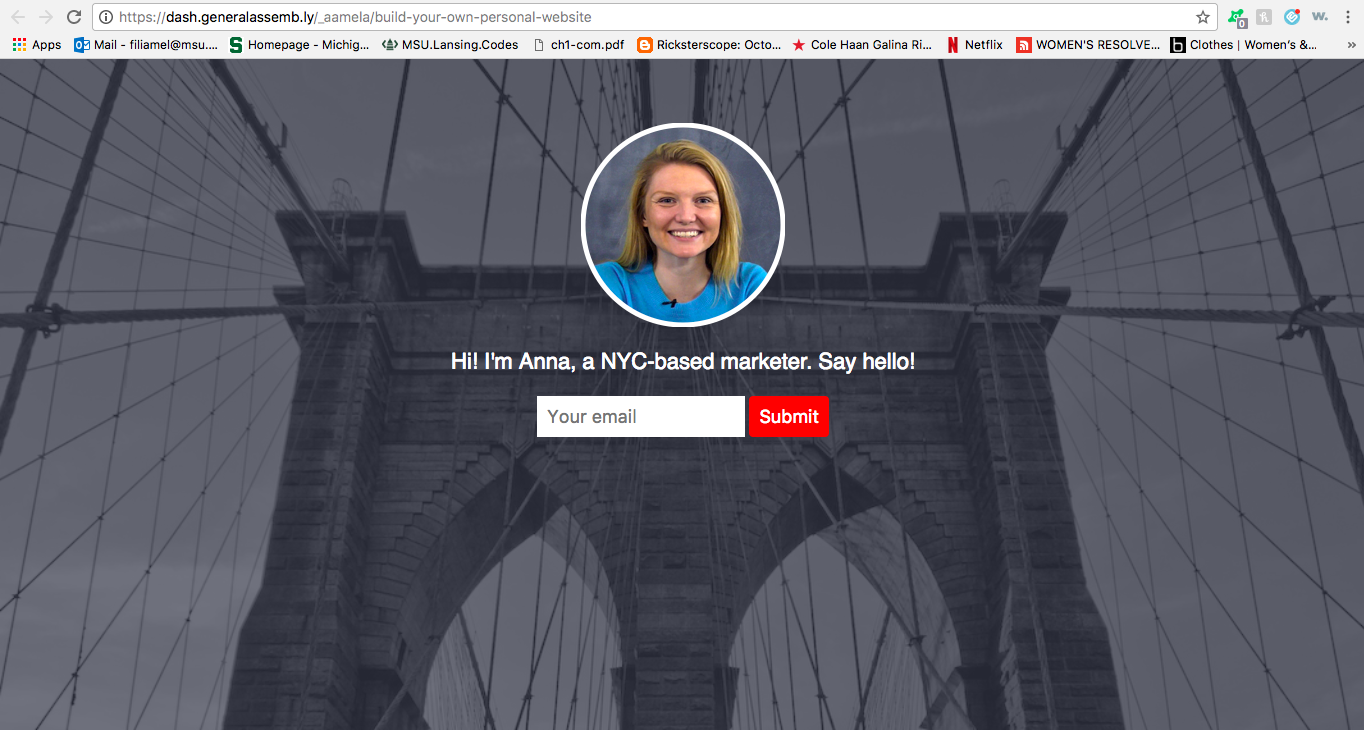 https://dash.generalassemb.ly/_aamela/build-your-own-personal-website
0
w.
Apps
Mail - filiamel@msu....
S Homepage - Michig...
MSU.Lansing.Codes
ch1-com.pdf
Ricksterscope: Octo...
Cole Haan Galina Ri...
N Netflix
WOMEN'S RESOLVE...
b Clothes | Women's &...
»
Hi! I'm Anna, a NYC-based marketer. Say hello!
Your email
Submit